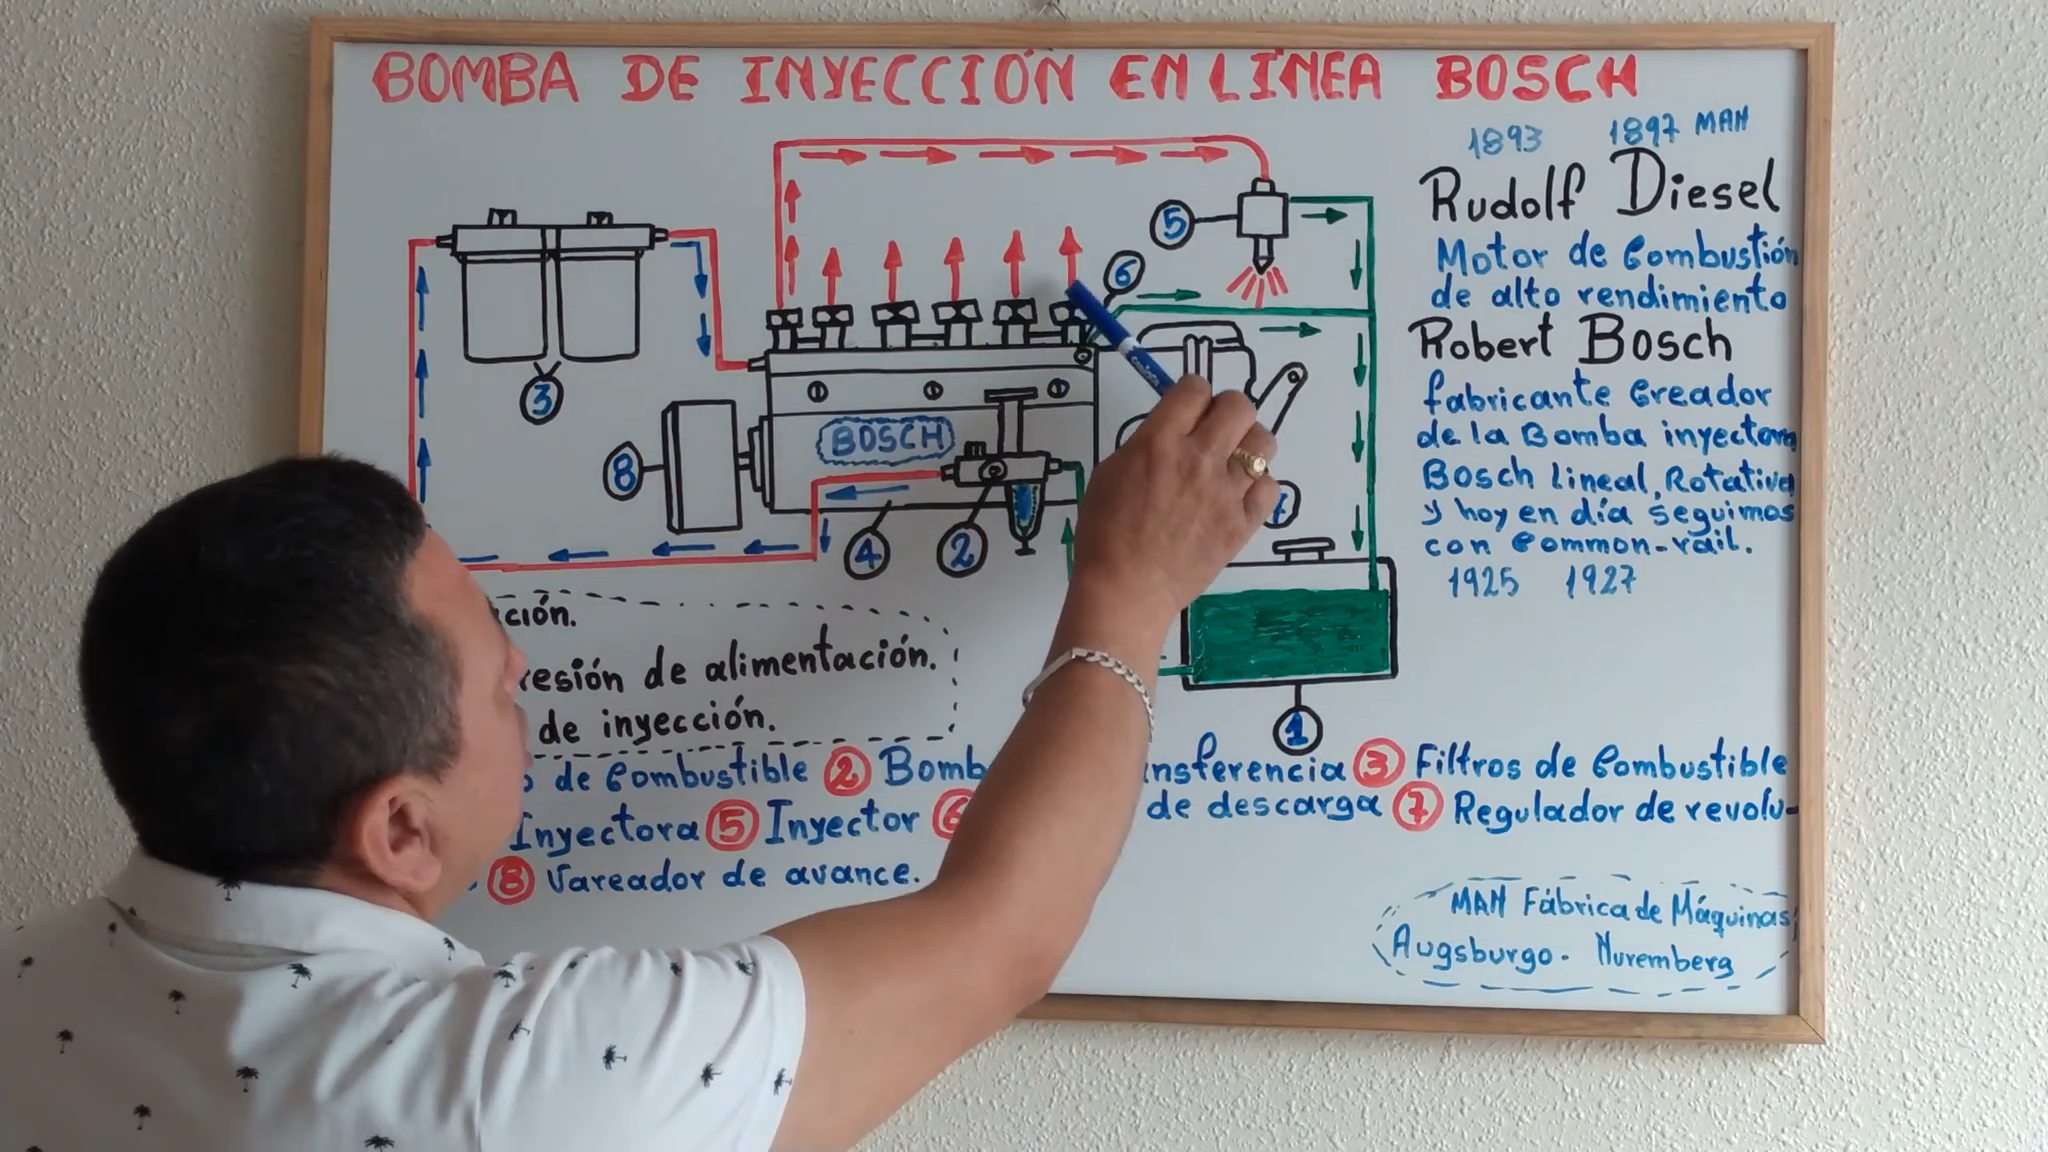 BOMBA DE INYECCIÓN EN LÍNEA BOSCH
1893 1897 MAN
Rudolf Diesel
Motor de Combustión
de alto rendimiento
Robert Bosch
fabricante Creador
de la Bomba inyectora
Bosch Lineal, Rotativa
y hoy en día seguimos
con Common-rail.
1925 1927
5
6
3
8
BOSCH
4
2
1
ción.
resión de alimentación.
de inyección.
de Combustible 2 Bomb nsferencia 3 Filtros de Combustible
Inyectora 5 Inyector 6 de descarga 7 Regulador de revolu-
8 Vareador de avance.
MAN Fábrica de Máquinas
Augsburgo - Nuremberg